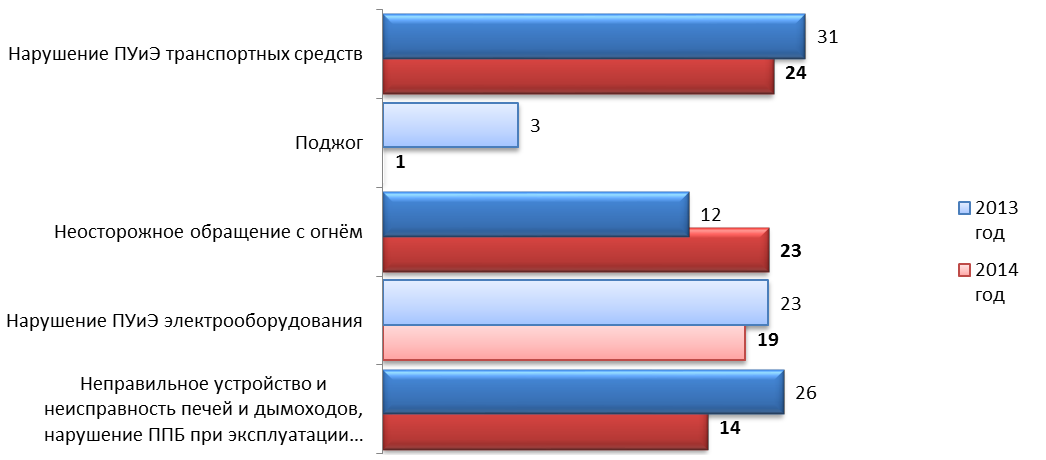 Нарушение ПУиЭ транспортных средств
31
24
Поджог
3
1
Неосторожное обращение с огнём
12
23
Нарушение ПУиЭ электрооборудования
23
19
Неправильное устройство и
неисправность печей и дымоходов,
нарушение ППБ при эксплуатации...
26
14
2013
год
2014
год